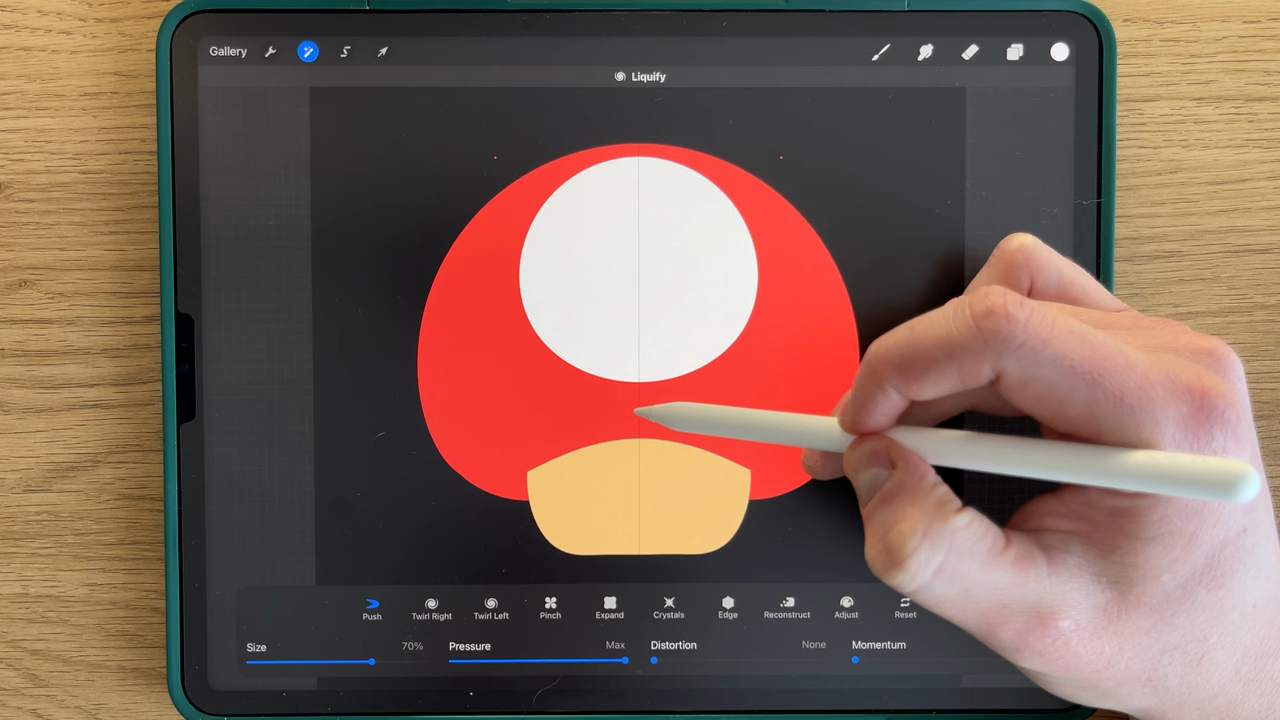 Gallery
Liquify
Push Twirl Right Twirl Left Pinch Expand Crystals Edge Reconstruct Adjust Reset
Size 70% Pressure Max Distortion None Momentum